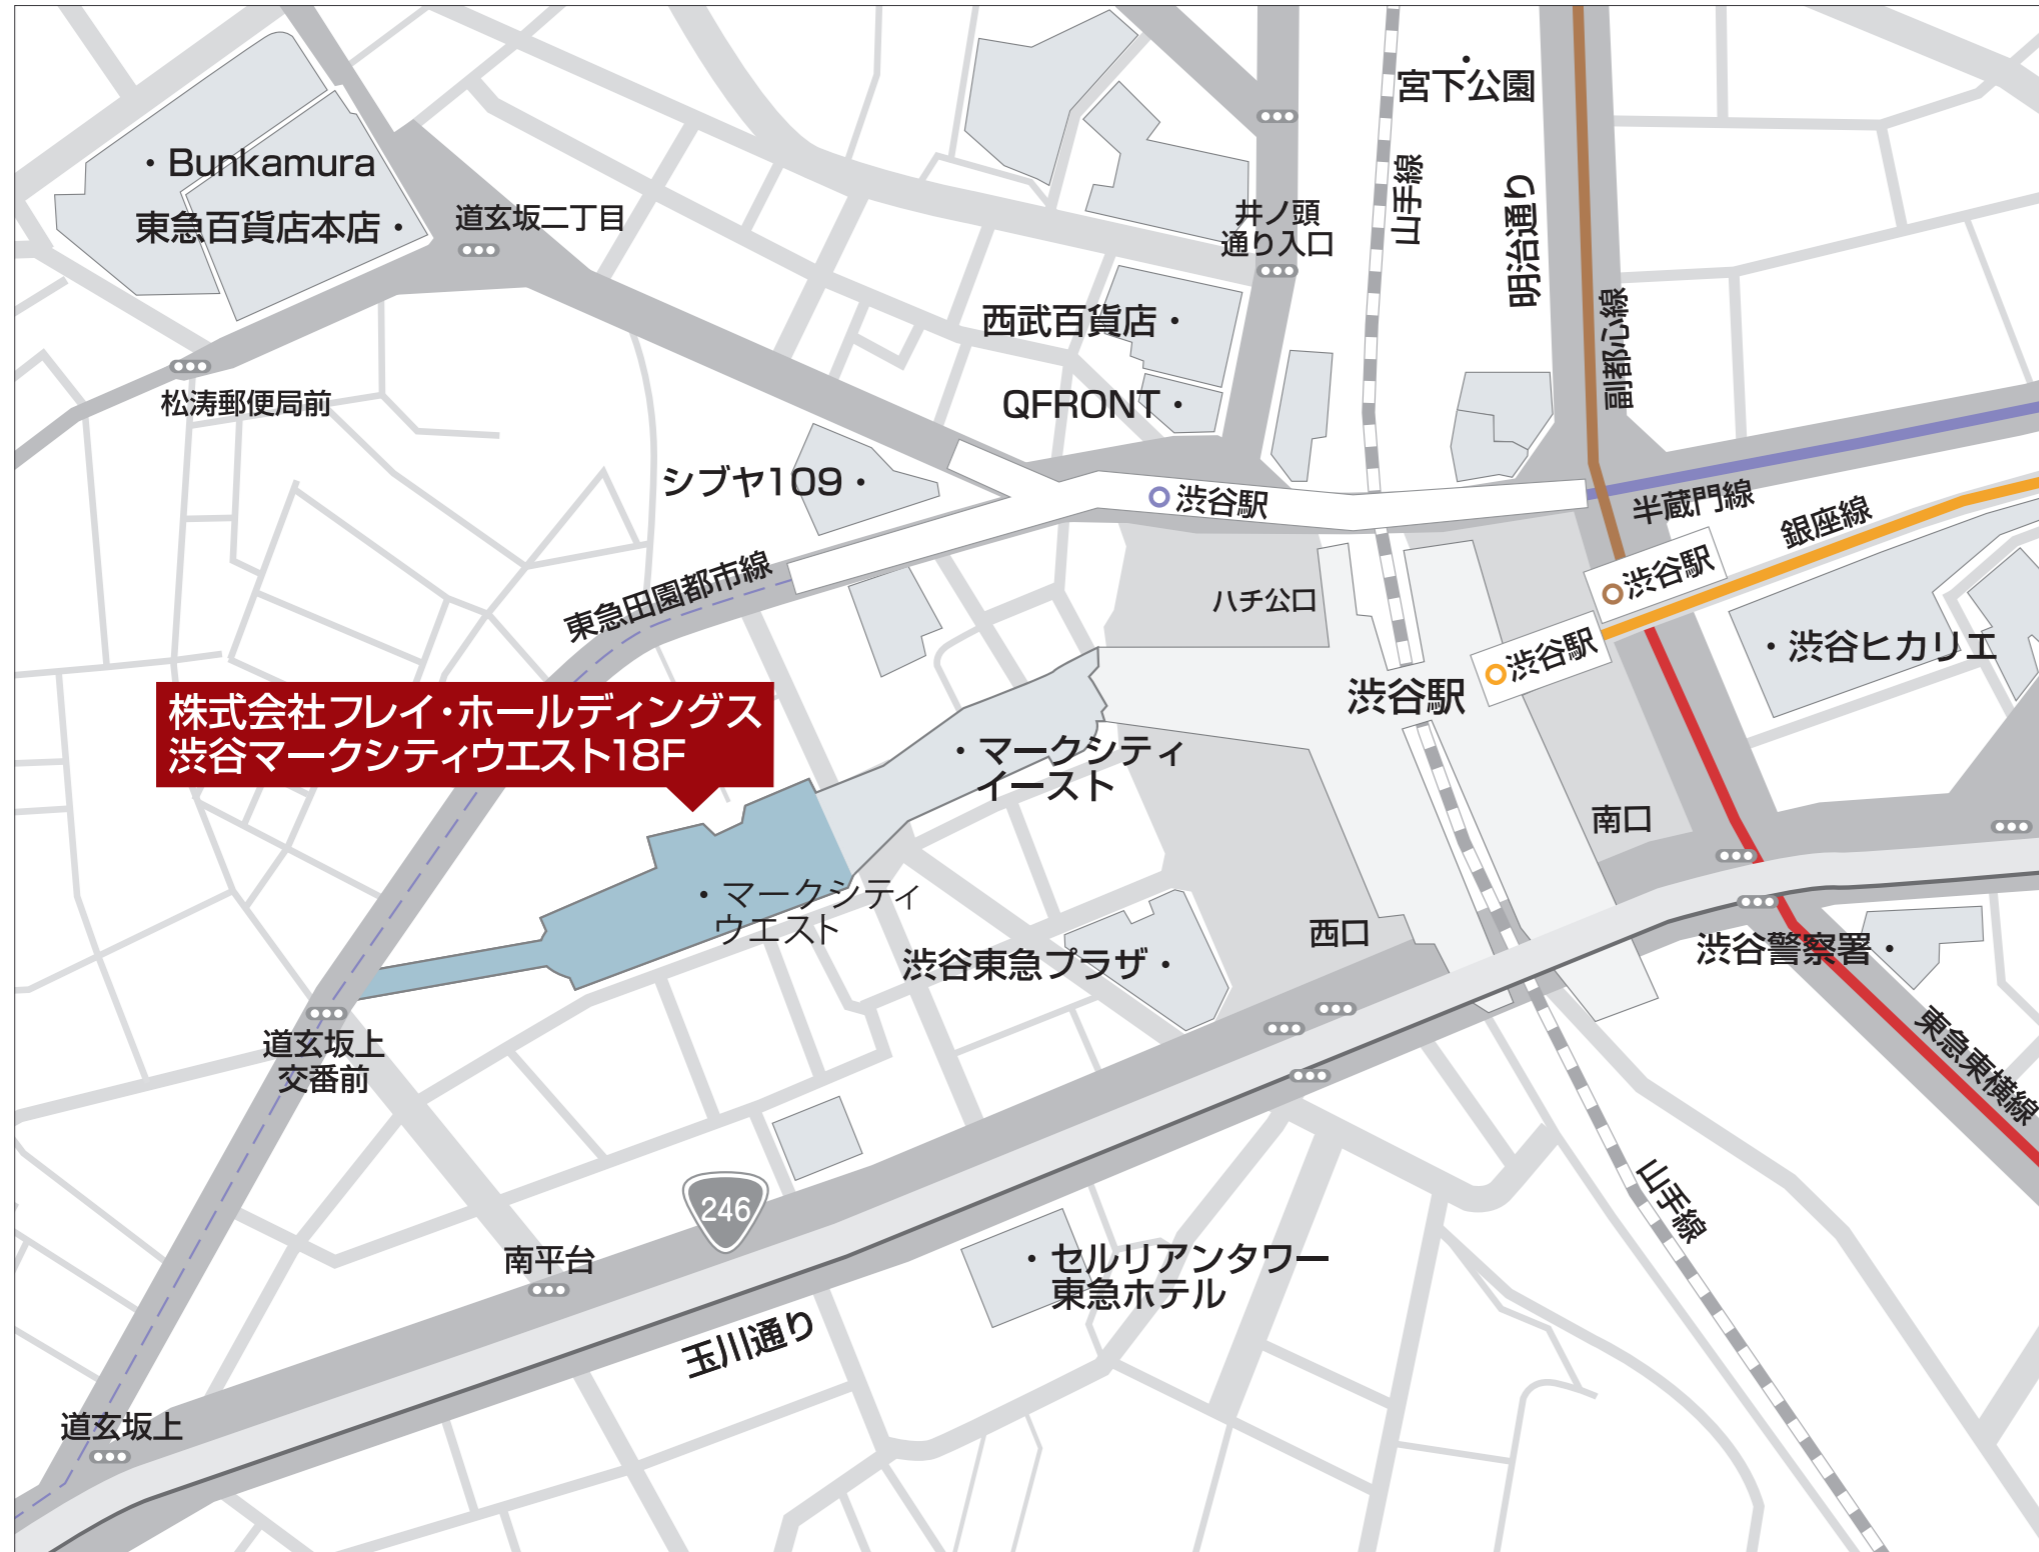 宮下公園
山手線
明治通り
・Bunkamura
東急百貨店本店・
道玄坂二丁目
井ノ頭
通り入口
西武百貨店・
副都心線
松涛郵便局前
QFRONT・
シブヤ109・
渋谷駅
半蔵門線
銀座線
東急田園都市線
ハチ公口
渋谷駅
渋谷駅
・渋谷ヒカリエ
渋谷駅
株式会社フレイ・ホールディングス
渋谷マークシティウエスト18F
・マークシティ
イースト
南口
・マークシティ
ウエスト
西口
渋谷東急プラザ・
渋谷警察署・
道玄坂上
交番前
東急東横線
山手線
246
南平台
・セルリアンタワー
東急ホテル
玉川通り
道玄坂上